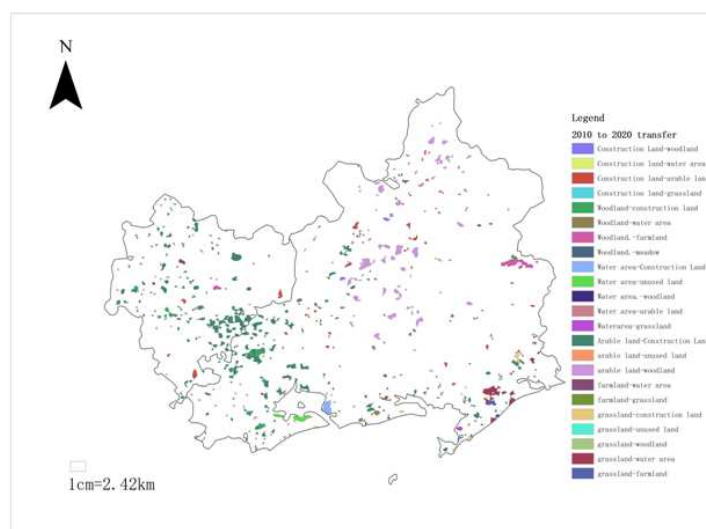 N
Legend
2010 to 2020 transfer
Construction Land-woodland
Construction land-water area
Construction land-arable lan
Construction land-grassland
Woodland-construction land
Woodland-water area
Woodland.-farmland
Woodland.-meadow
Water area-Construction Land
Water area-unused land
Water area.-woodland
Water area-arable land
Waterarea-grassland
Arable land-Construction Lan
arable land-unused land
arable land-woodland
farmland-water area
farmland-grassland
grassland-construction land
grassland-unused land
grassland-woodland
grassland-water area
grassland-farmland
1cm=2.42km